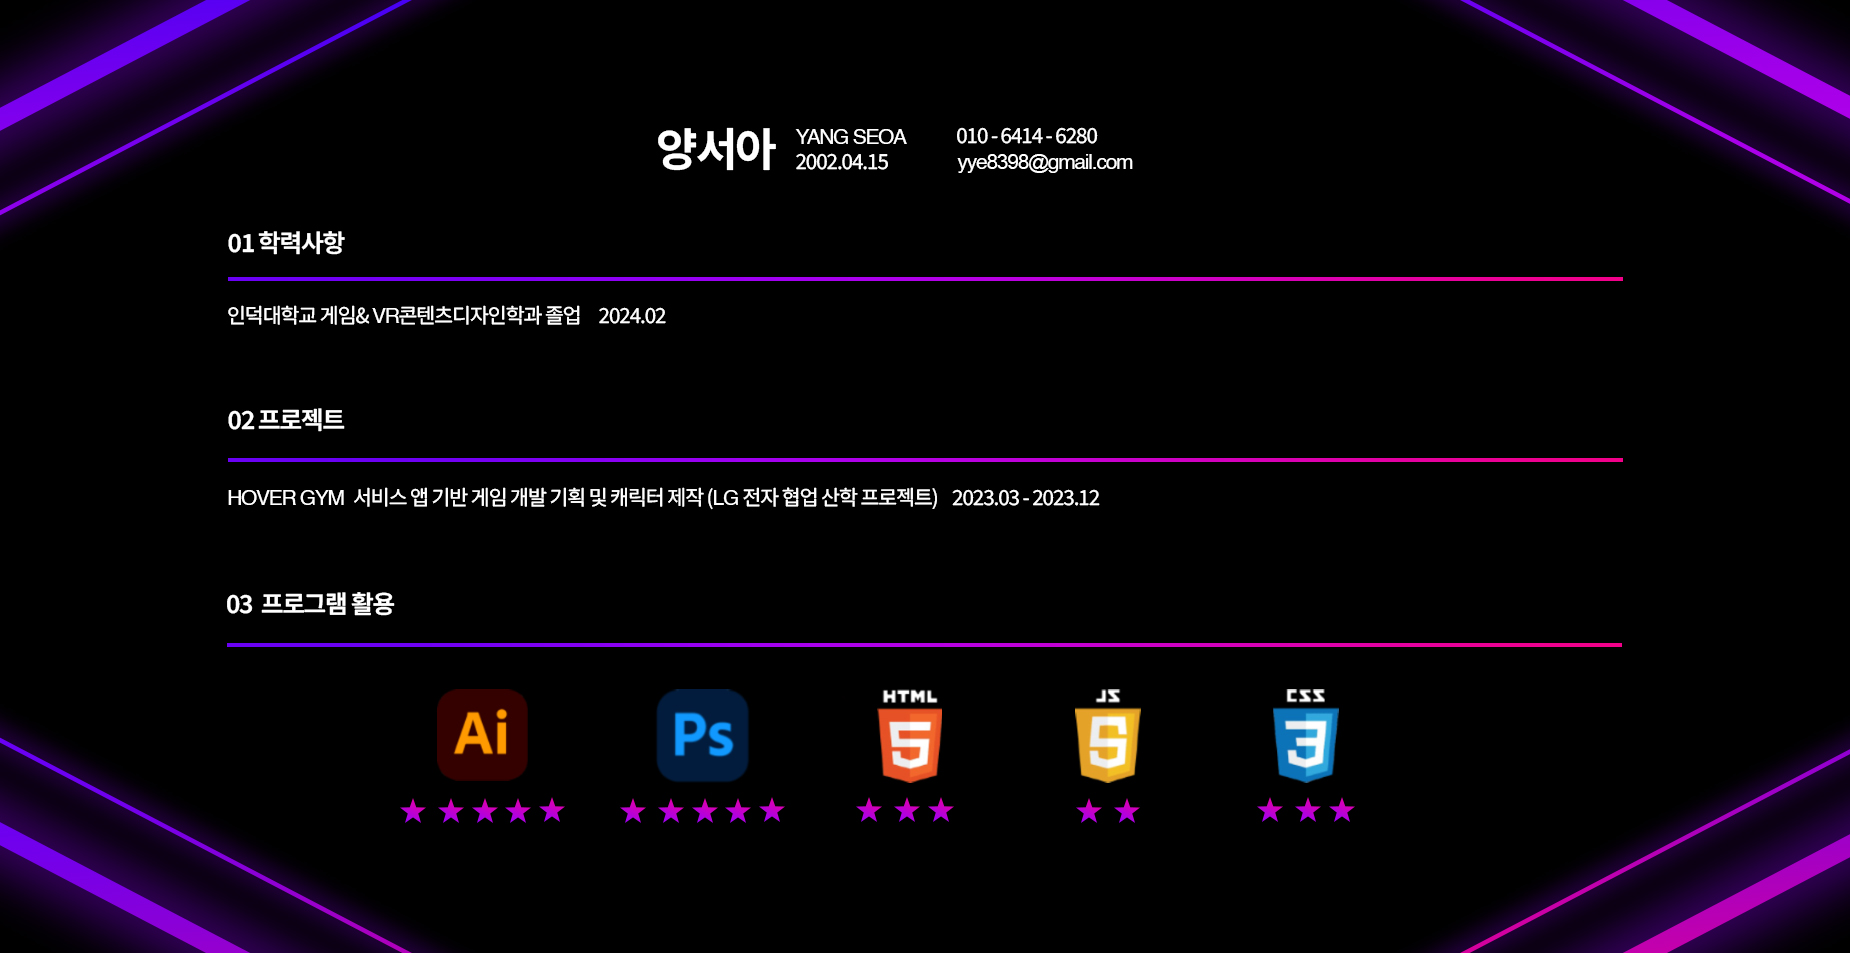 양서아
YANG SEOA
2002.04.15
010 - 6414 - 6280
yye8398@gmail.com
01 학력사항
인덕대학교 게임& VR콘텐츠디자인학과 졸업 2024.02
02 프로젝트
HOVER GYM 서비스 앱 기반 게임 개발 기획 및 캐릭터 제작 (LG 전자 협업 산학 프로젝트) 2023.03 - 2023.12
03 프로그램 활용
Ai
Ps
HTML
5
JS
5
CSS
3
★ ★ ★ ★ ★
★ ★ ★ ★ ★
★ ★ ★
★ ★
★ ★ ★